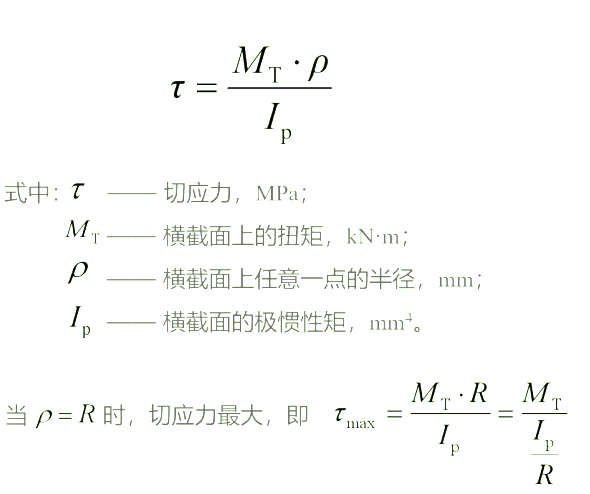 τ = M_T · ρ / I_p
式中：τ —— 切应力，MPa；
M_T —— 横截面上的扭矩，kN·m；
ρ —— 横截面上任意一点的半径，mm；
I_p —— 横截面的极惯性矩，mm⁴。
当 ρ = R 时，切应力最大，即 τ_max = M_T · R / I_p = M_T / (I_p / R)